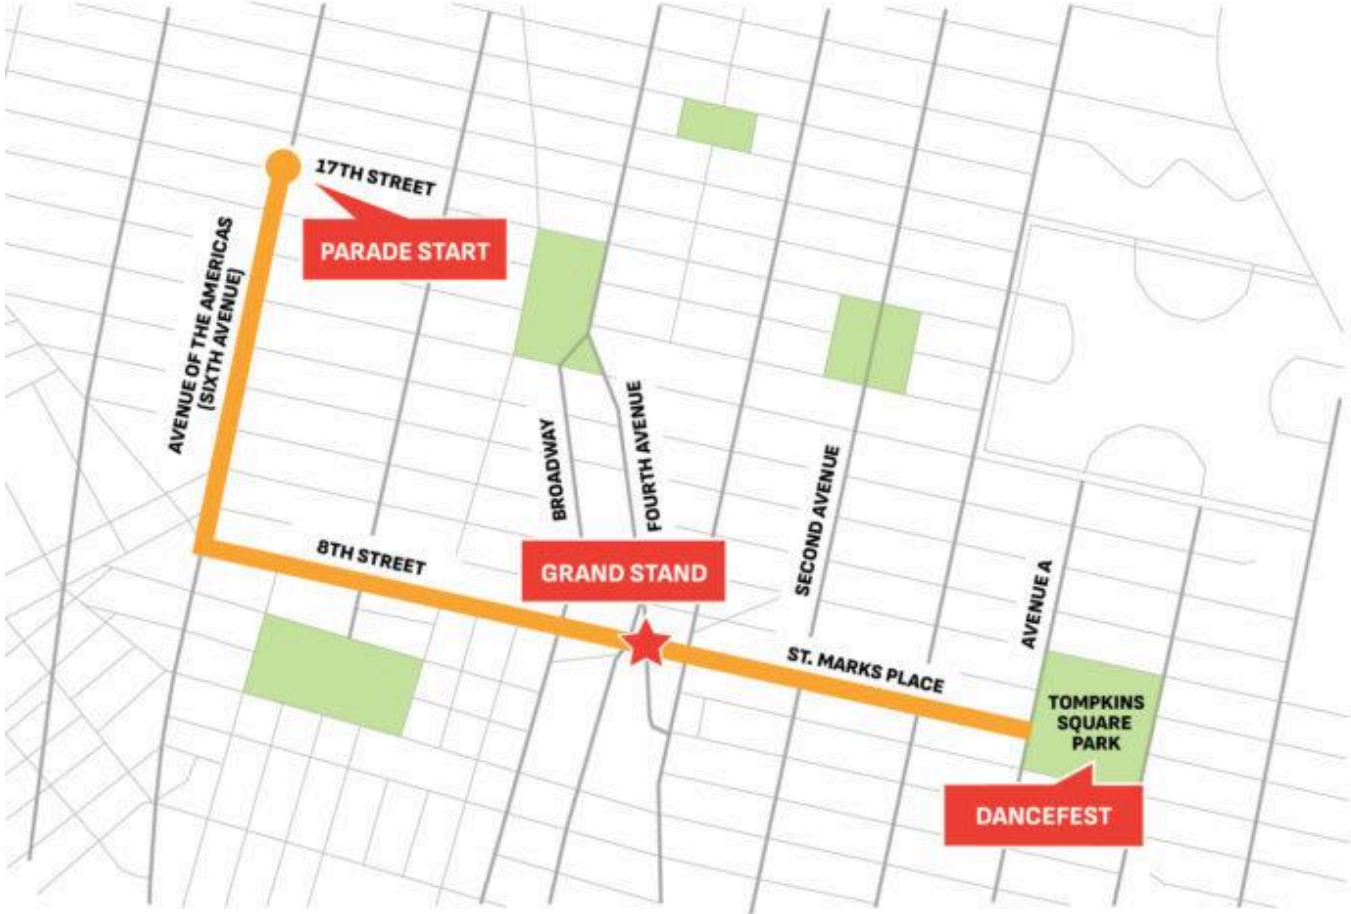 17TH STREET
PARADE START
AVENUE OF THE AMERICAS
(SIXTH AVENUE)
BROADWAY
FOURTH AVENUE
SECOND AVENUE
8TH STREET
GRAND STAND
AVENUE A
ST. MARKS PLACE
TOMPKINS
SQUARE
PARK
DANCEFEST